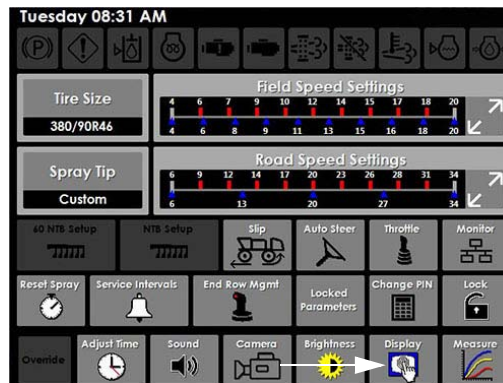 Tuesday 08:31 AM
Tire Size
380/90R46
Field Speed Settings
4 6 7 9 10 12 14 15 17 18 20
4 6 8 9 11 13 15 16 18 20
Spray Tip
Custom
Road Speed Settings
6 9 12 14 17 20 23 26 28 31 34
6 13 20 27 34
60 NTB Setup
NTB Setup
Slip
Auto Steer
Throttle
Monitor
Reset Spray
Service Intervals
End Row Mgmt
Locked
Parameters
Change PIN
Lock
Override
Adjust Time
Sound
Camera
Brightness
Display
Measure